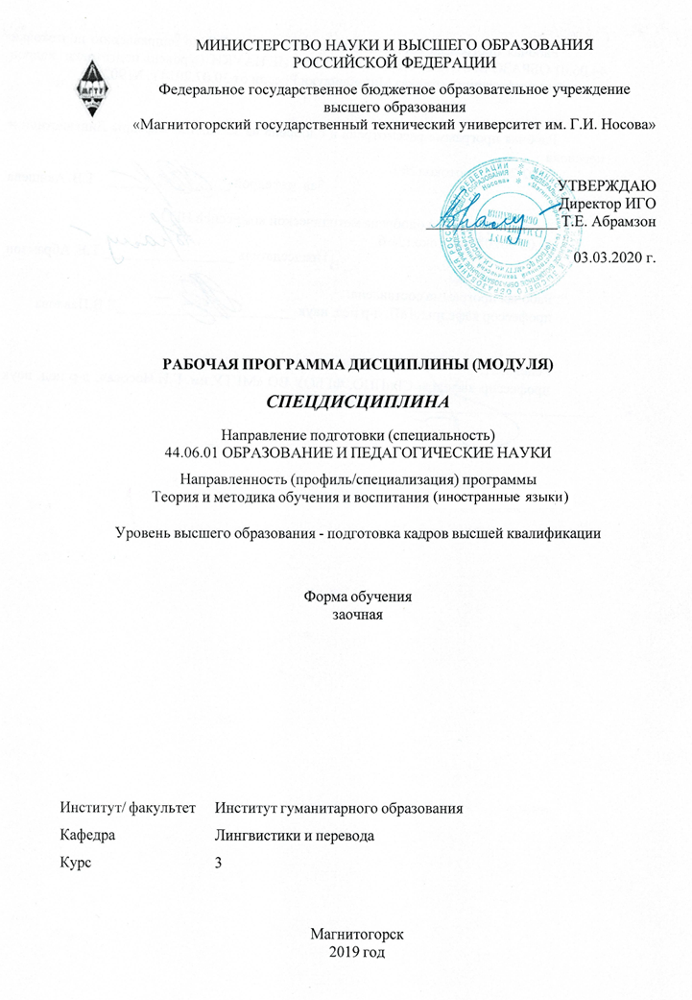 МИНИСТЕРСТВО НАУКИ И ВЫСШЕГО ОБРАЗОВАНИЯ
РОССИЙСКОЙ ФЕДЕРАЦИИ
Федеральное государственное бюджетное образовательное учреждение
высшего образования
«Магнитогорский государственный технический университет им. Г.И. Носова»
МГТУ
УТВЕРЖДАЮ
Директор ИГО
Т.Е. Абрамзон
03.03.2020 г.
РАБОЧАЯ ПРОГРАММА ДИСЦИПЛИНЫ (МОДУЛЯ)
СПЕЦДИСЦИПЛИНА
Направление подготовки (специальность)
44.06.01 ОБРАЗОВАНИЕ И ПЕДАГОГИЧЕСКИЕ НАУКИ
Направленность (профиль/специализация) программы
Теория и методика обучения и воспитания (иностранные языки)
Уровень высшего образования - подготовка кадров высшей квалификации
Форма обучения
заочная
Институт/ факультет Институт гуманитарного образования
Кафедра Лингвистики и перевода
Курс 3
Магнитогорск
2019 год